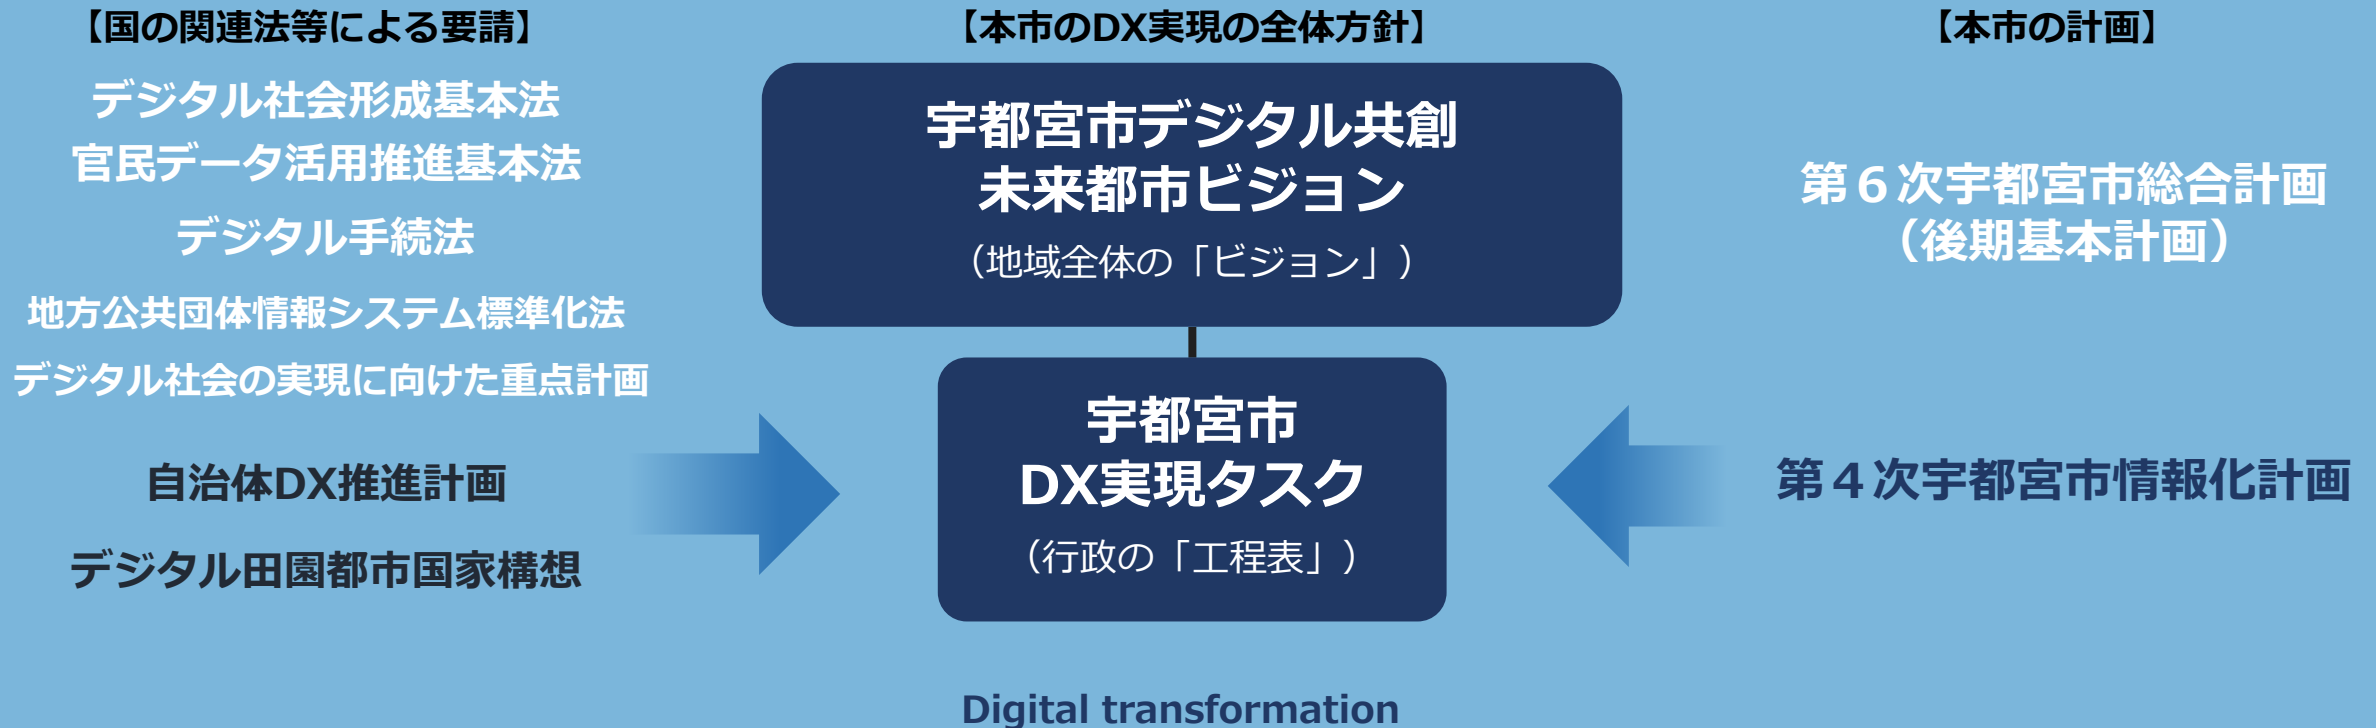 【国の関連法等による要請】
デジタル社会形成基本法
官民データ活用推進基本法
デジタル手続法
地方公共団体情報システム標準化法
デジタル社会の実現に向けた重点計画
自治体DX推進計画
デジタル田園都市国家構想
【本市のDX実現の全体方針】
宇都宮市デジタル共創
未来都市ビジョン
（地域全体の「ビジョン」）
宇都宮市
DX実現タスク
（行政の「工程表」）
Digital transformation
【本市の計画】
第６次宇都宮市総合計画
（後期基本計画）
第４次宇都宮市情報化計画